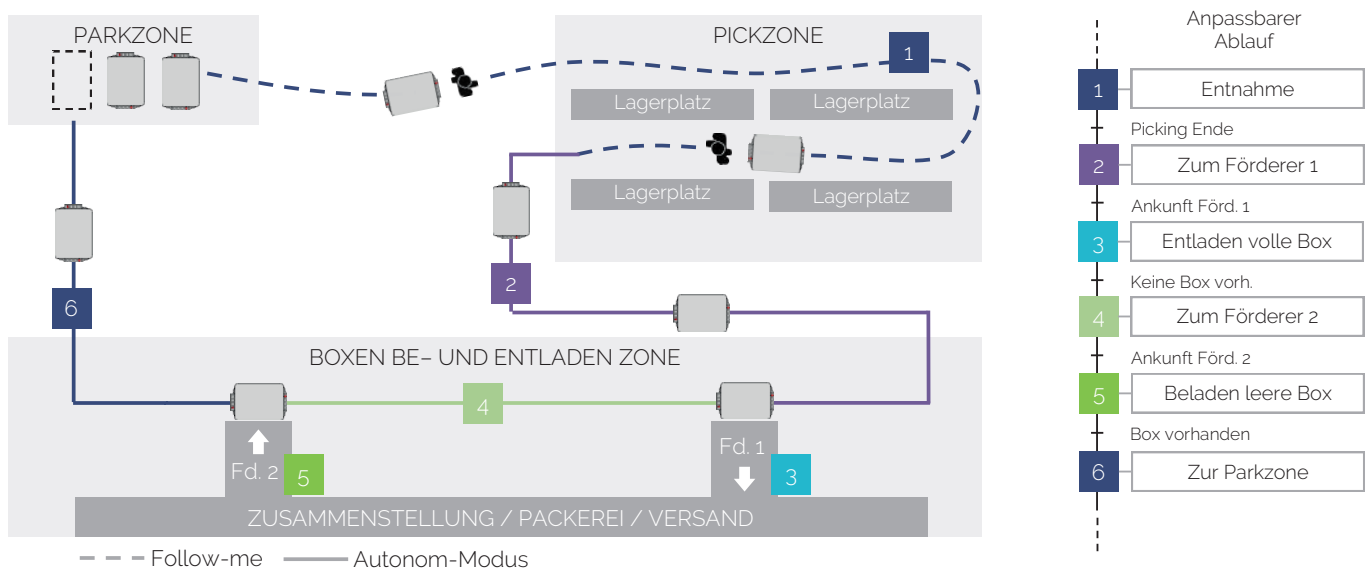 PARKZONE
PICKZONE
1
Lagerplatz
Lagerplatz
Lagerplatz
Lagerplatz
2
6
BOXEN BE– UND ENTLADEN ZONE
4
Fd. 2
5
Fd. 1
3
ZUSAMMENSTELLUNG / PACKEREI / VERSAND
Follow-me
Autonom-Modus
Anpassbarer
Ablauf
1
Entnahme
Picking Ende
2
Zum Förderer 1
Ankunft Förd. 1
3
Entladen volle Box
Keine Box vorh.
4
Zum Förderer 2
Ankunft Förd. 2
5
Beladen leere Box
Box vorhanden
6
Zur Parkzone